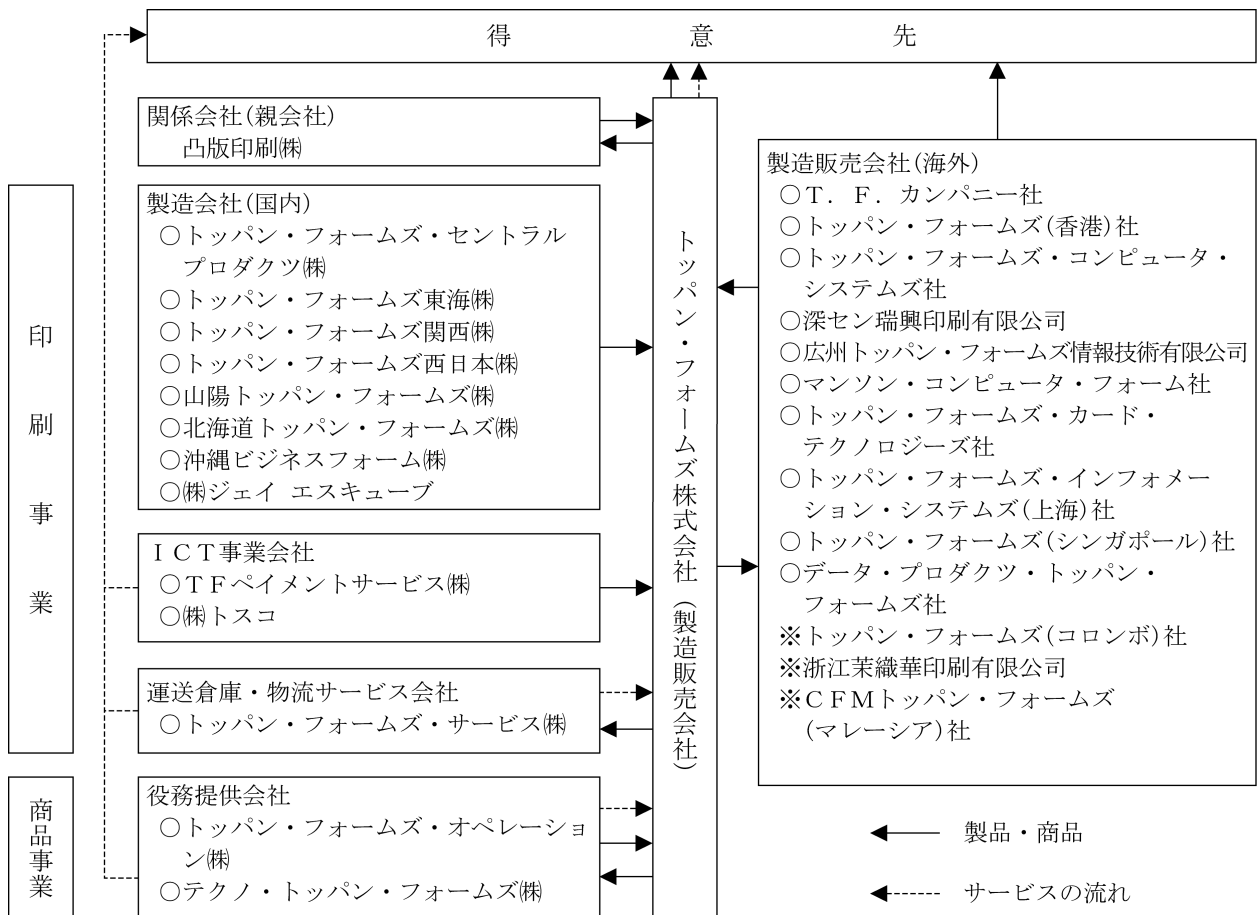 得意先
関係会社(親会社)
凸版印刷㈱
印刷事業
製造会社(国内)
○トッパン・フォームズ・セントラル
プロダクツ㈱
○トッパン・フォームズ東海㈱
○トッパン・フォームズ関西㈱
○トッパン・フォームズ西日本㈱
○山陽トッパン・フォームズ㈱
○北海道トッパン・フォームズ㈱
○沖縄ビジネスフォーム㈱
○㈱ジェイ エスキューブ
ICT事業会社
○TFペイメントサービス㈱
○㈱トスコ
運送倉庫・物流サービス会社
○トッパン・フォームズ・サービス㈱
商品事業
役務提供会社
○トッパン・フォームズ・オペレーショ
ン㈱
○テクノ・トッパン・フォームズ㈱
トッパン・フォームズ株式会社(製造販売会社)
製造販売会社(海外)
○T.F.カンパニー社
○トッパン・フォームズ(香港)社
○トッパン・フォームズ・コンピュータ・
システムズ社
○深セン瑞興印刷有限公司
○広州トッパン・フォームズ情報技術有限公司
○マンソン・コンピュータ・フォーム社
○トッパン・フォームズ・カード・
テクノロジーズ社
○トッパン・フォームズ・インフォメー
ション・システムズ(上海)社
○トッパン・フォームズ(シンガポール)社
○データ・プロダクツ・トッパン・
フォームズ社
※トッパン・フォームズ(コロンボ)社
※浙江茉織華印刷有限公司
※CFMトッパン・フォームズ
(マレーシア)社
製品・商品
サービスの流れ